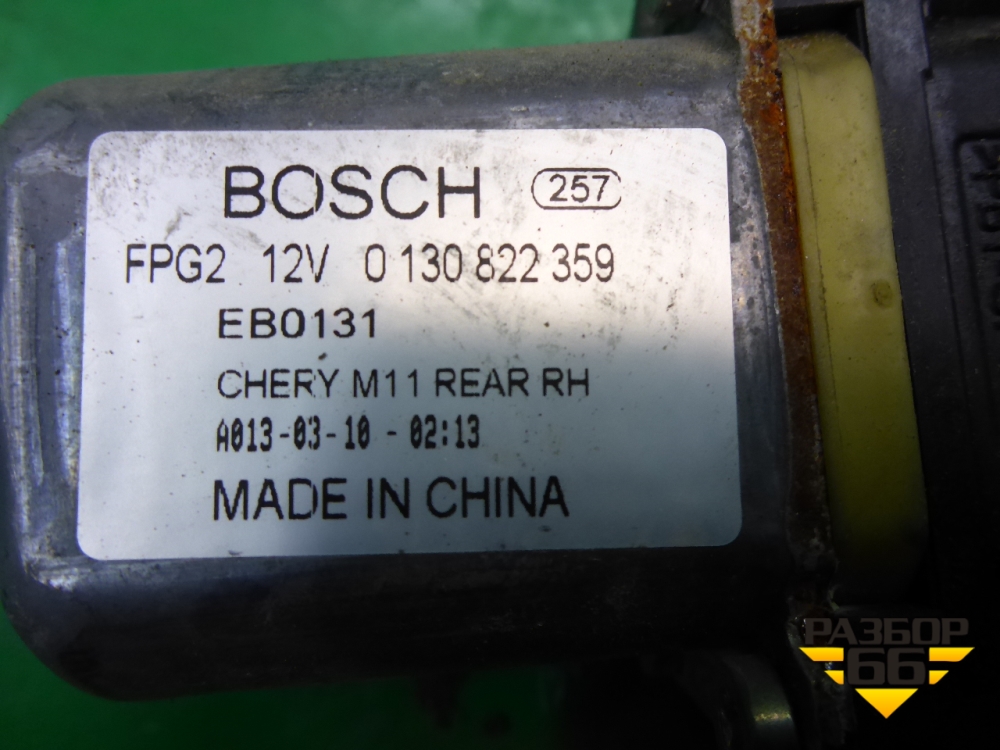 BOSCH 257
FPG2 12V 0 130 822 359
EB0131
CHERY M11 REAR RH
A013-03-10 - 02:13
MADE IN CHINA
РАЗБОР
66